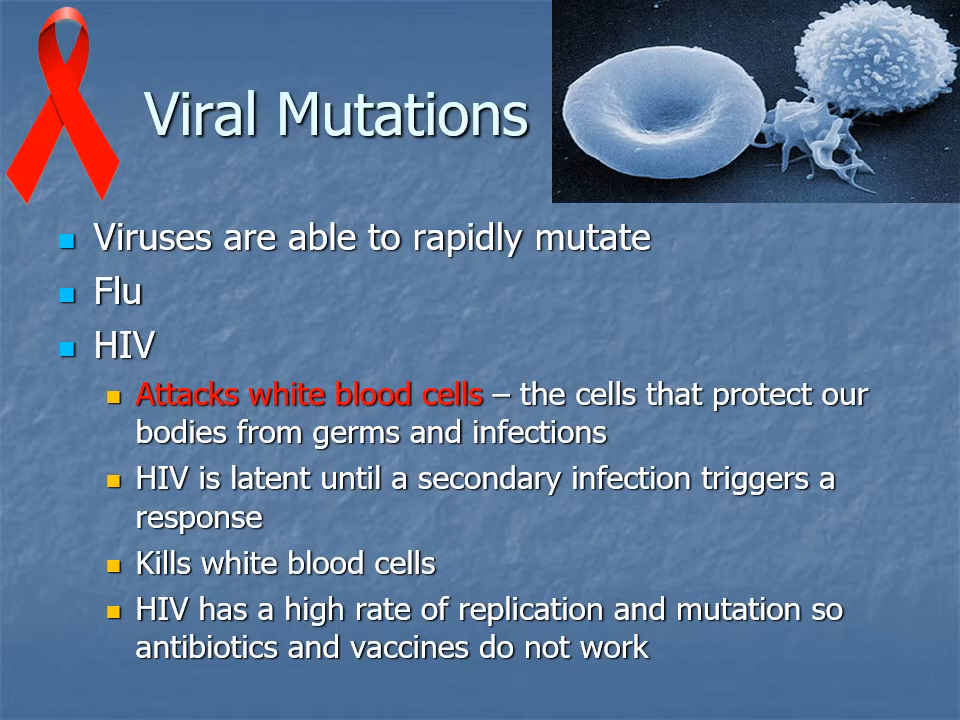 Viral Mutations
Viruses are able to rapidly mutate
Flu
HIV
Attacks white blood cells – the cells that protect our
bodies from germs and infections
HIV is latent until a secondary infection triggers a
response
Kills white blood cells
HIV has a high rate of replication and mutation so
antibiotics and vaccines do not work